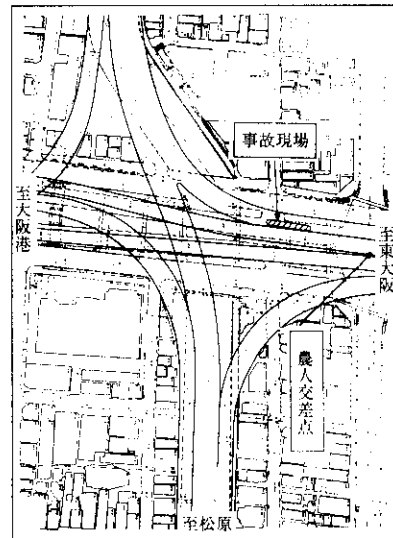 事故現場
至大阪港
至東大阪
農人交差点
至松原